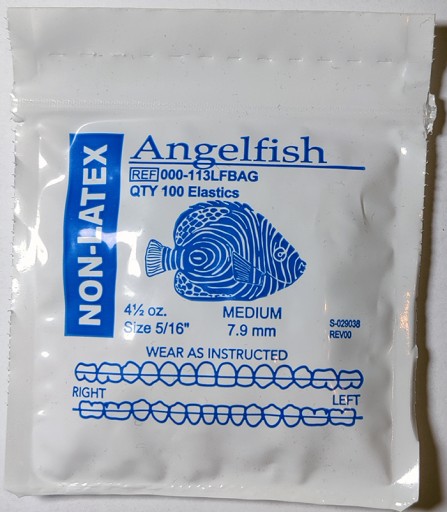 NON-LATEX
Angelfish
REF 000-113LFBAG
QTY 100 Elastics
4½ oz. MEDIUM
Size 5/16" 7.9 mm
S-029038
REV00
WEAR AS INSTRUCTED
RIGHT LEFT